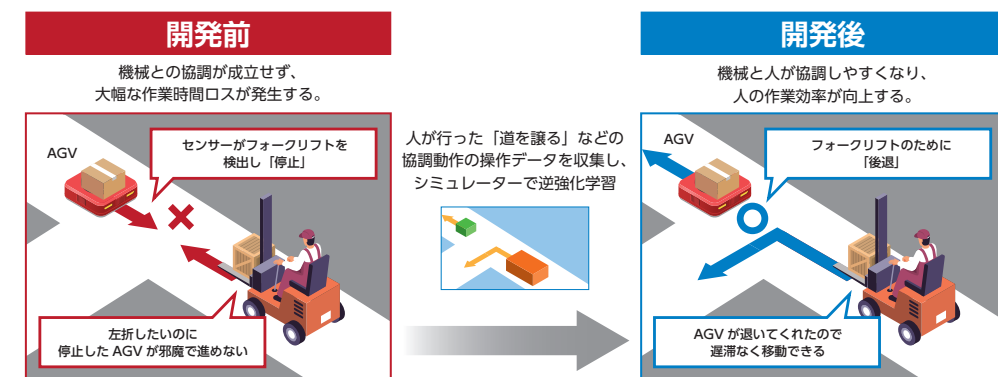 開発前
機械との協調が成立せず、
大幅な作業時間ロスが発生する。
AGV
センサーがフォークリフトを
検出し「停止」
左折したいのに
停止した AGV が邪魔で進めない
人が行った「道を譲る」などの
協調動作の操作データを収集し、
シミュレーターで逆強化学習
開発後
機械と人が協調しやすくなり、
人の作業効率が向上する。
AGV
フォークリフトのために
「後退」
AGV が退いてくれたので
遅滞なく移動できる